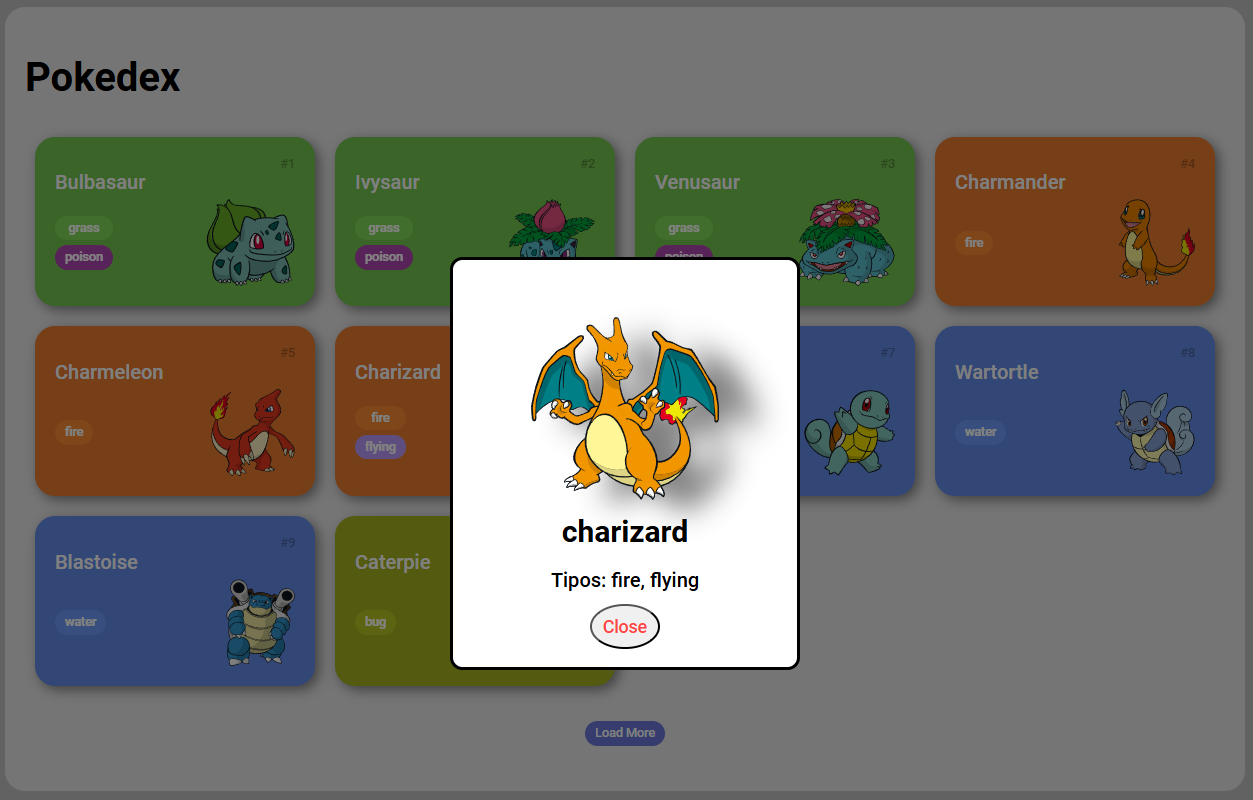 Pokedex
#1
Bulbasaur
grass
poison
#2
Ivysaur
grass
poison
#3
Venusaur
grass
poison
#4
Charmander
fire
#5
Charmeleon
fire
Charizard
fire
flying
#7
#8
Wartortle
water
#9
Blastoise
water
Caterpie
bug
charizard
Tipos: fire, flying
Close
Load More